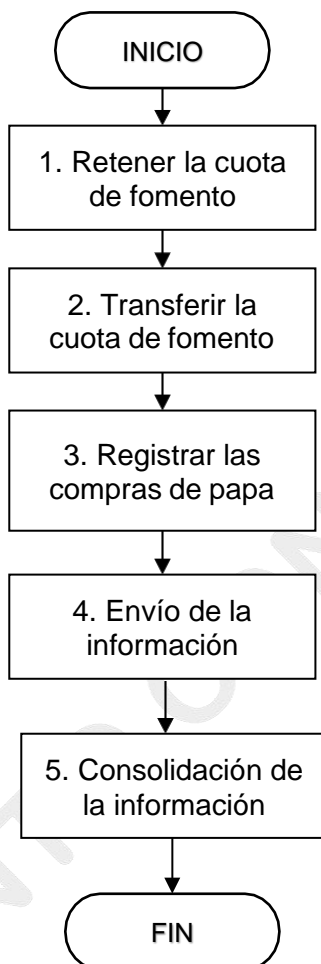 INICIO
1. Retener la cuota
de fomento
2. Transferir la
cuota de fomento
3. Registrar las
compras de papa
4. Envío de la
información
5. Consolidación de
la información
FIN